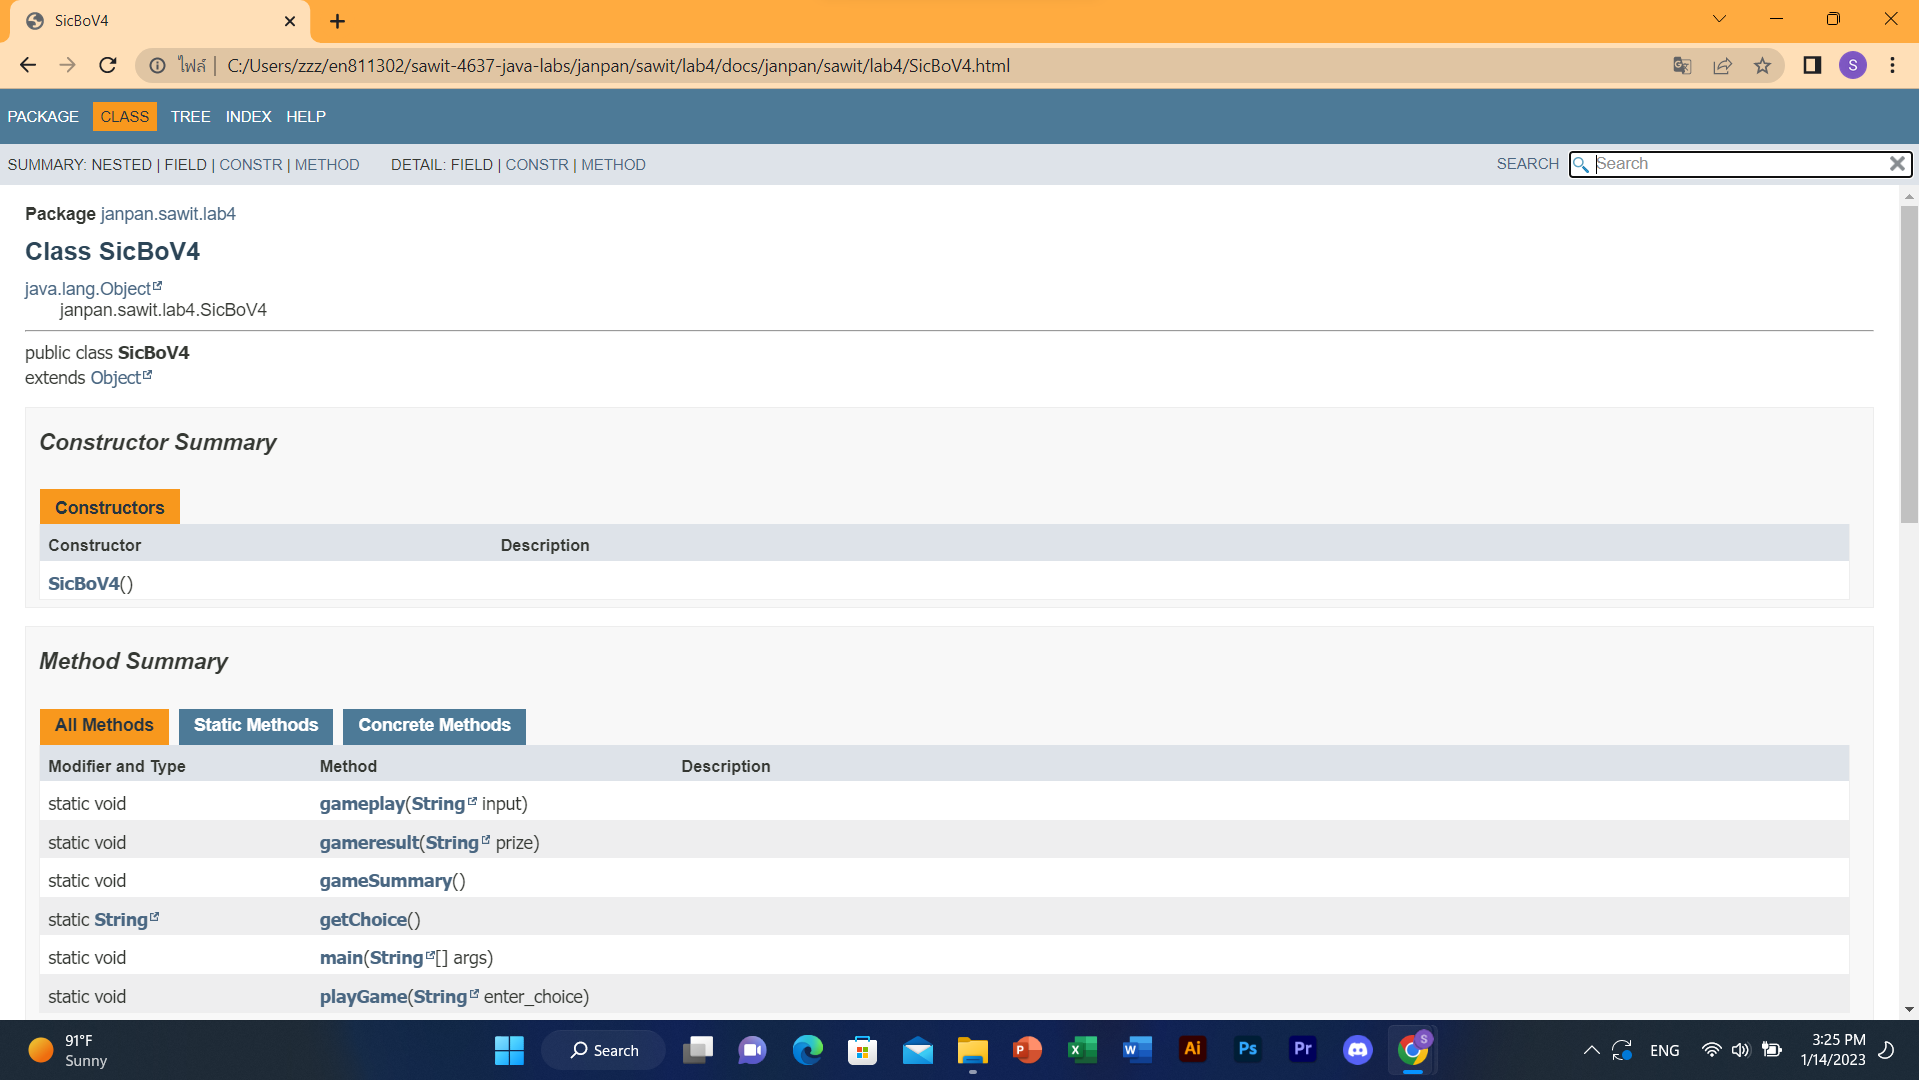 SicBoV4
ไฟล์ | C:/Users/zzz/en811302/sawit-4637-java-labs/janpan/sawit/lab4/docs/janpan/sawit/lab4/SicBoV4.html
S
PACKAGE CLASS TREE INDEX HELP
SUMMARY: NESTED | FIELD | CONSTR | METHOD DETAIL: FIELD | CONSTR | METHOD SEARCH Search
Package janpan.sawit.lab4
Class SicBoV4
java.lang.Object
janpan.sawit.lab4.SicBoV4
public class SicBoV4
extends Object
Constructor Summary
Constructors
Constructor Description
SicBoV4()
Method Summary
All Methods Static Methods Concrete Methods
Modifier and Type Method Description
static void gameplay(String input)
static void gameresult(String prize)
static void gameSummary()
static String getChoice()
static void main(String[] args)
static void playGame(String enter_choice)
91°F
Sunny
Search
P
X
W
Ai
Ps
Pr
S
ENG
3:25 PM
1/14/2023